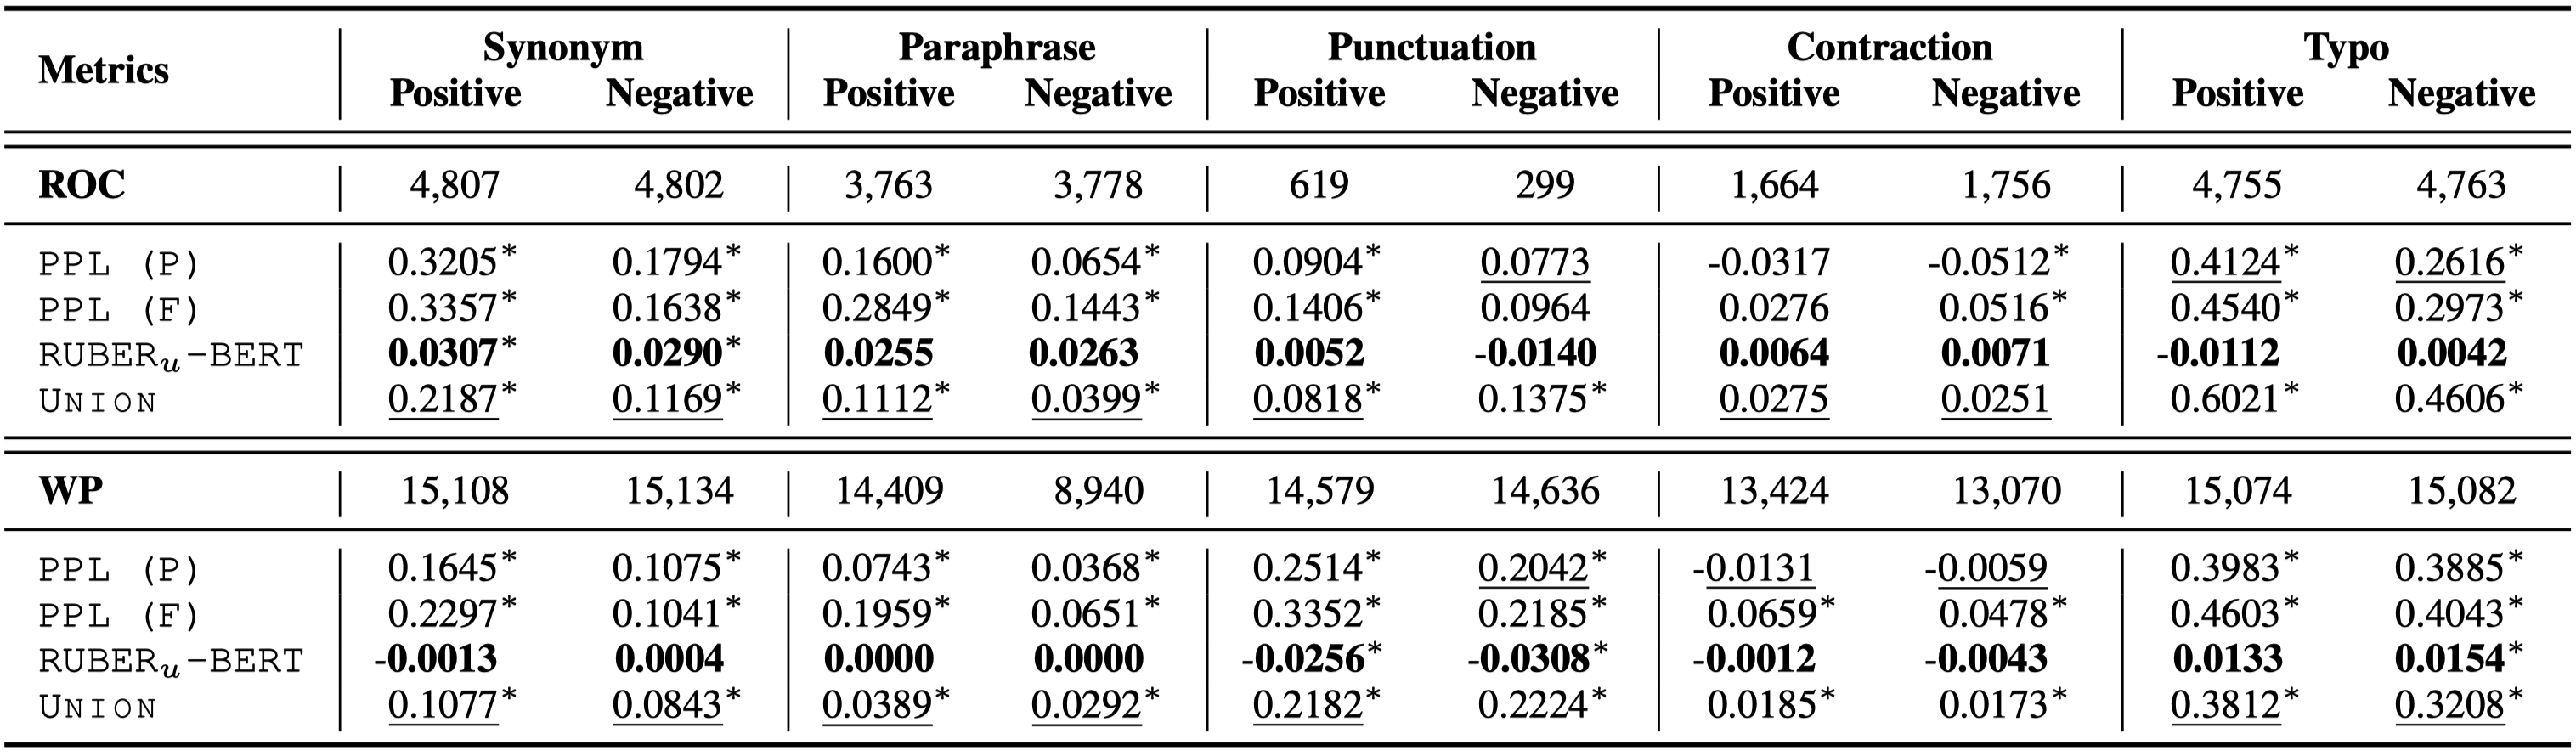 Metrics Synonym Paraphrase Punctuation Contraction Typo
Positive Negative Positive Negative Positive Negative Positive Negative Positive Negative
ROC 4,807 4,802 3,763 3,778 619 299 1,664 1,756 4,755 4,763
PPL (P) 0.3205* 0.1794* 0.1600* 0.0654* 0.0904* 0.0773 -0.0317 -0.0512* 0.4124* 0.2616*
PPL (F) 0.3357* 0.1638* 0.2849* 0.1443* 0.1406* 0.0964 0.0276 0.0516* 0.4540* 0.2973*
RUBERu-BERT 0.0307* 0.0290* 0.0255 0.0263 0.0052 -0.0140 0.0064 0.0071 -0.0112 0.0042
UNION 0.2187* 0.1169* 0.1112* 0.0399* 0.0818* 0.1375* 0.0275 0.0251 0.6021* 0.4606*
WP 15,108 15,134 14,409 8,940 14,579 14,636 13,424 13,070 15,074 15,082
PPL (P) 0.1645* 0.1075* 0.0743* 0.0368* 0.2514* 0.2042* -0.0131 -0.0059 0.3983* 0.3885*
PPL (F) 0.2297* 0.1041* 0.1959* 0.0651* 0.3352* 0.2185* 0.0659* 0.0478* 0.4603* 0.4043*
RUBERu-BERT -0.0013 0.0004 0.0000 0.0000 -0.0256* -0.0308* -0.0012 -0.0043 0.0133 0.0154*
UNION 0.1077* 0.0843* 0.0389* 0.0292* 0.2182* 0.2224* 0.0185* 0.0173* 0.3812* 0.3208*